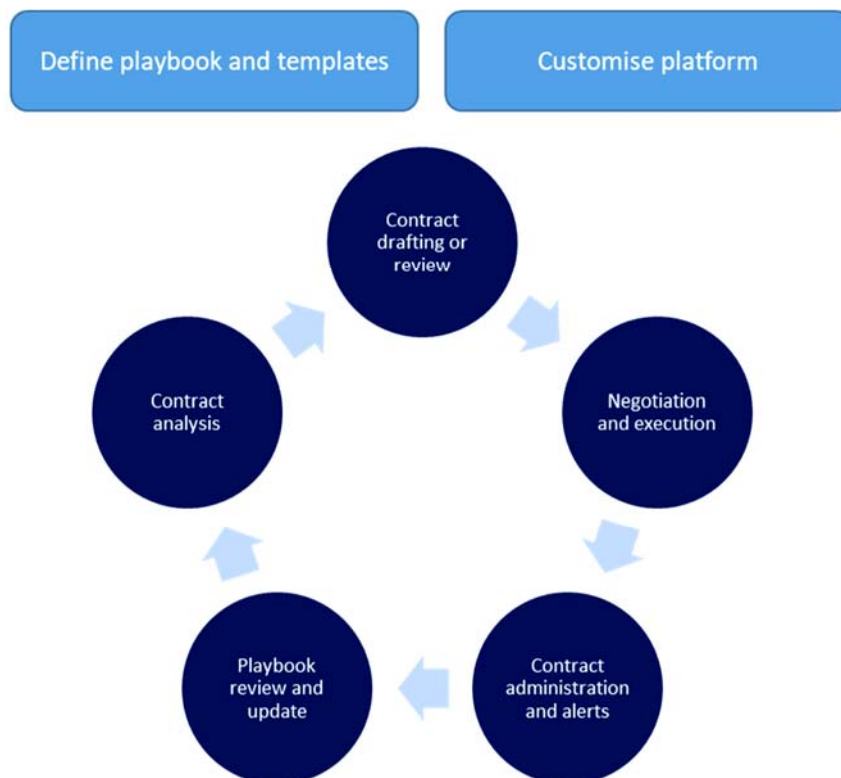 Define playbook and templates
Customise platform
Contract
drafting or
review
Negotiation
and execution
Contract
administration
and alerts
Playbook
review and
update
Contract
analysis